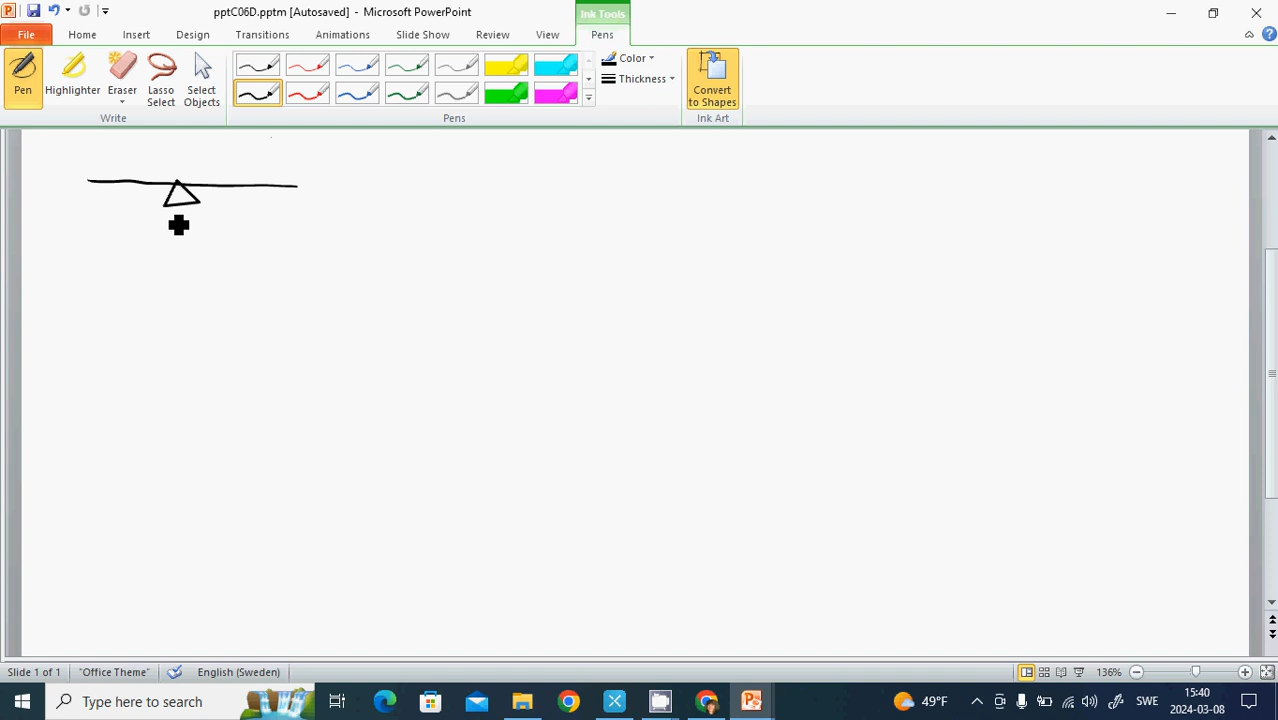 pptC06D.pptm [Autosaved] - Microsoft PowerPoint
Ink Tools
File Home Insert Design Transitions Animations Slide Show Review View Pens
Pen
Highlighter
Eraser
Lasso
Select
Select
Objects
Color
Thickness
Convert
to Shapes
Write
Pens
Ink Art
Slide 1 of 1
"Office Theme"
English (Sweden)
136%
Type here to search
49°F
SWE
15:40
2024-03-08